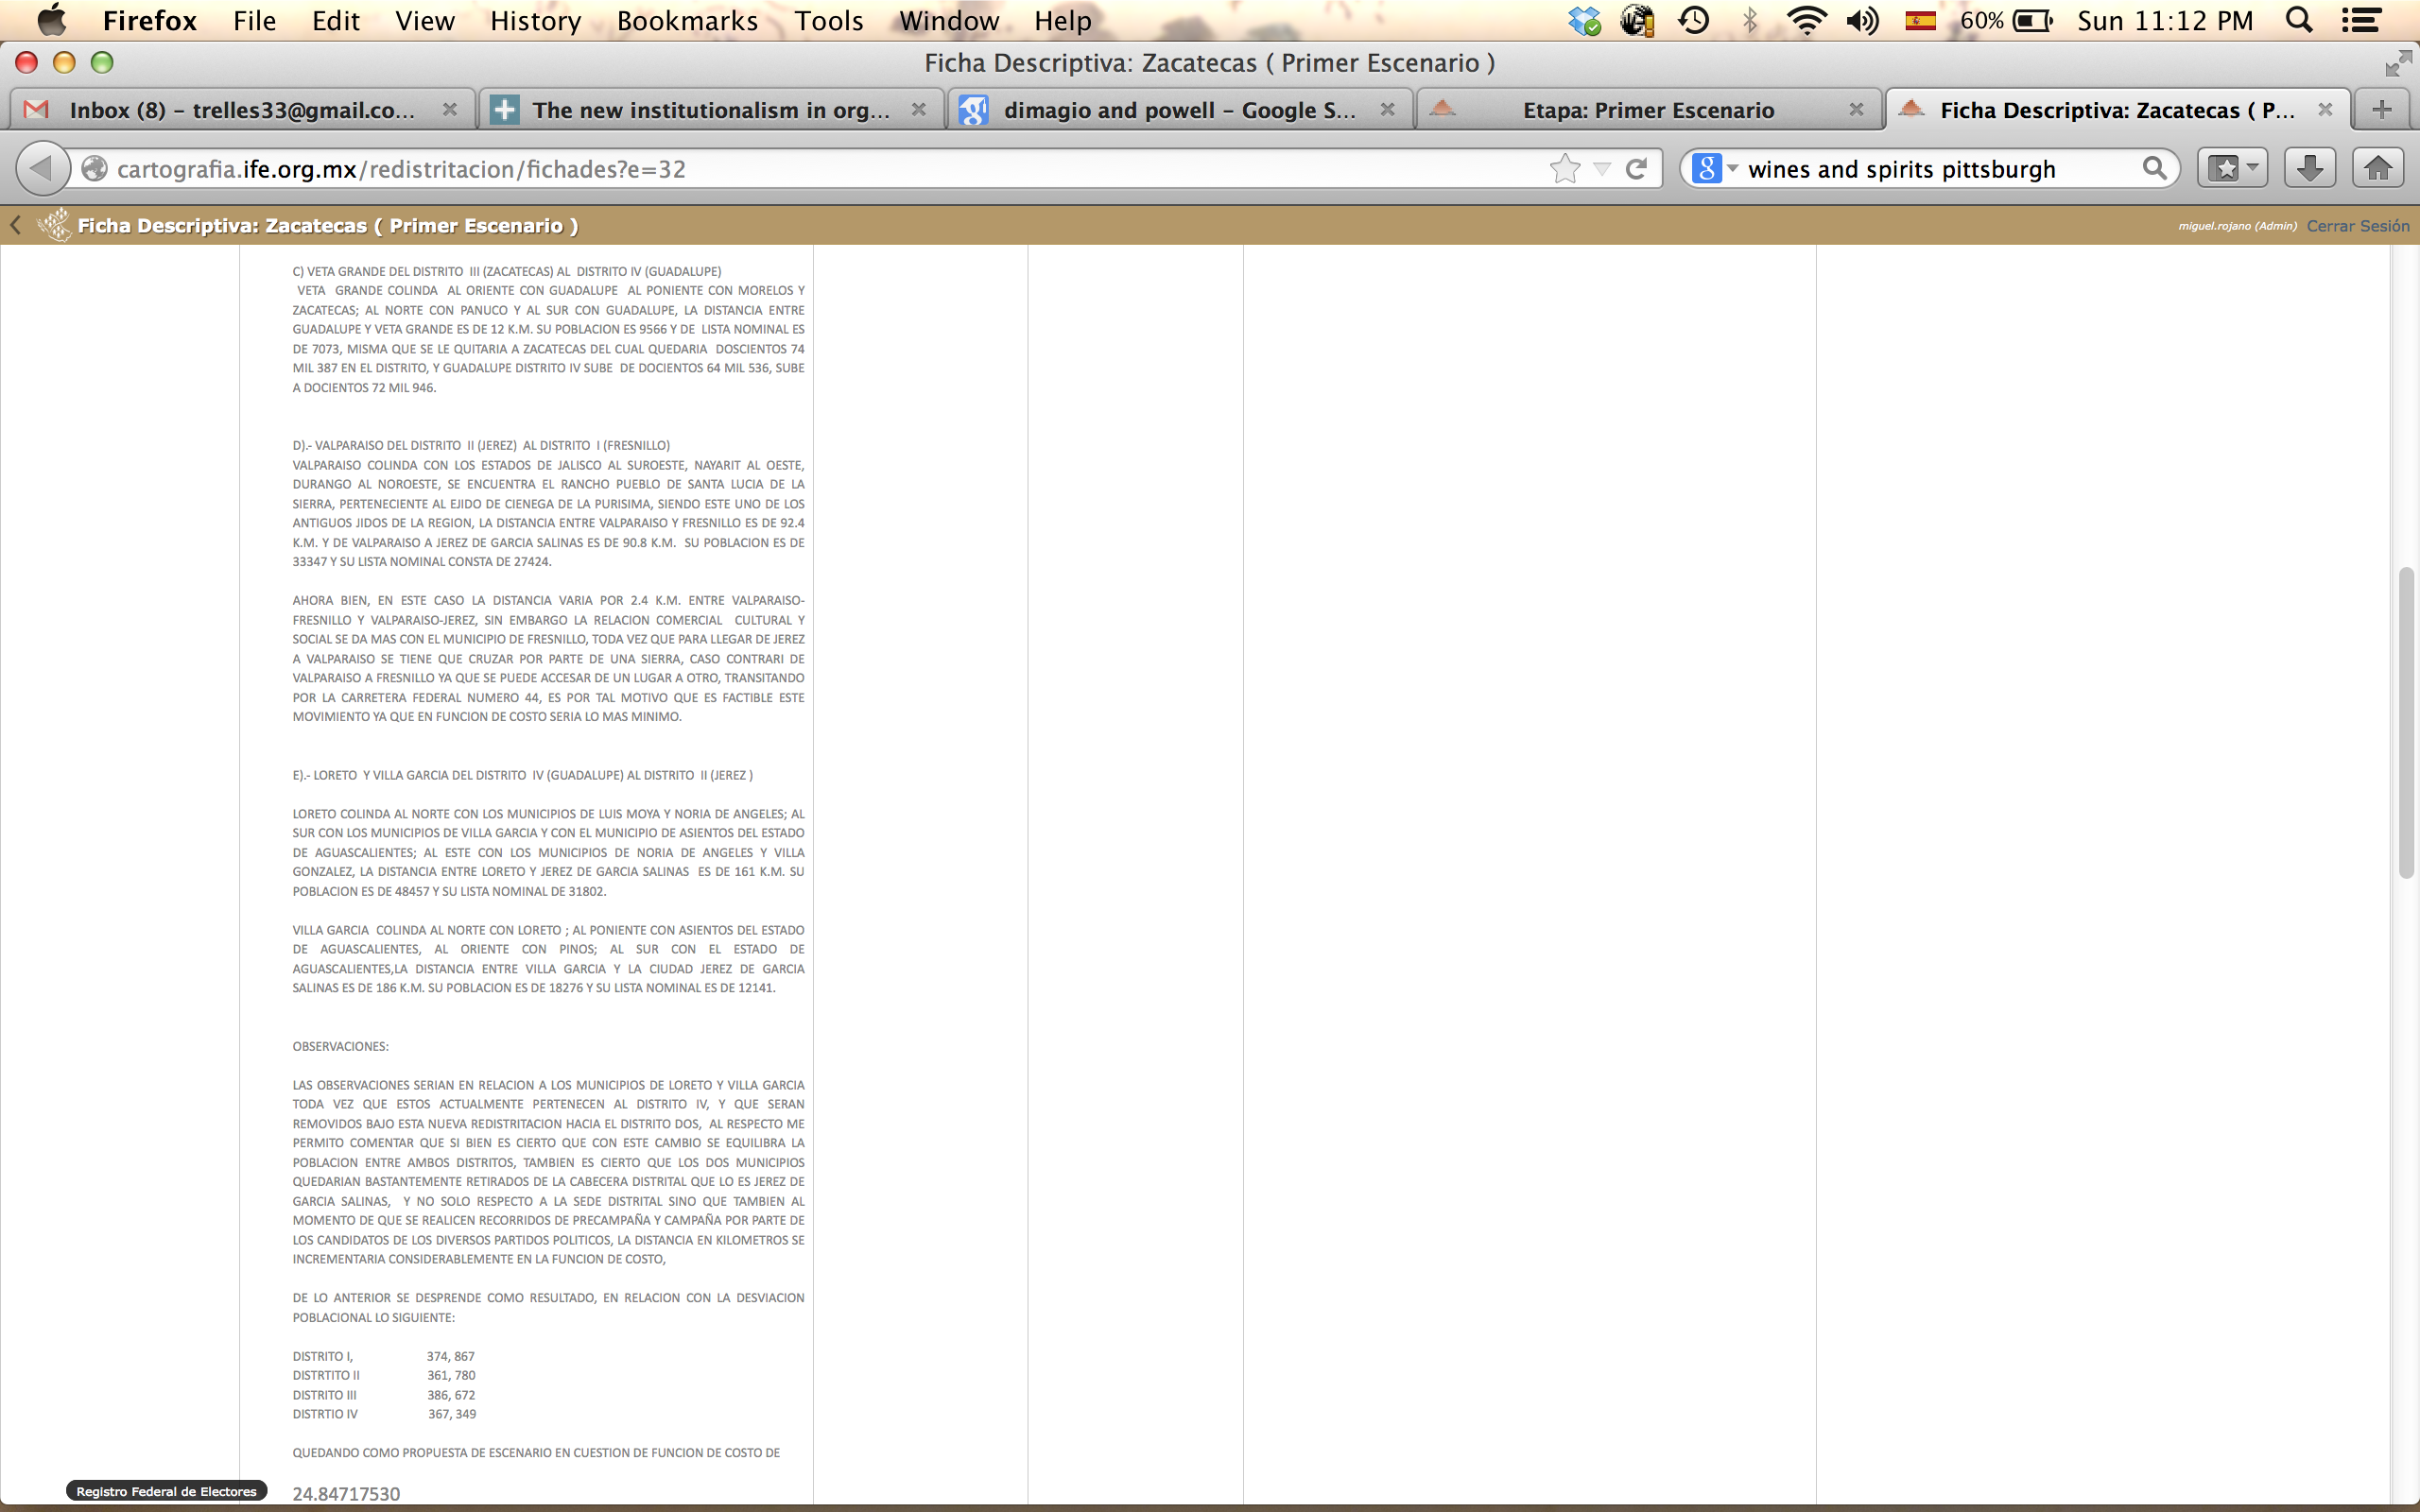 Firefox File Edit View History Bookmarks Tools Window Help 60% Sun 11:12 PM
Ficha Descriptiva: Zacatecas ( Primer Escenario )
Inbox (8) – trelles33@gmail.co... The new institutionalism in org... dimagio and powell – Google S... Etapa: Primer Escenario Ficha Descriptiva: Zacatecas ( P...
cartografia.ife.org.mx/redistritacion/fichades?e=32 wines and spirits pittsburgh
Ficha Descriptiva: Zacatecas ( Primer Escenario ) miguel.rojano (Admin) Cerrar Sesión
C) VETA GRANDE DEL DISTRITO III (ZACATECAS) AL DISTRITO IV (GUADALUPE)
VETA GRANDE COLINDA AL ORIENTE CON GUADALUPE AL PONIENTE CON MORELOS Y
ZACATECAS; AL NORTE CON PANUCO Y AL SUR CON GUADALUPE, LA DISTANCIA ENTRE
GUADALUPE Y VETA GRANDE ES DE 12 K.M. SU POBLACION ES 9566 Y DE LISTA NOMINAL ES
DE 7073, MISMA QUE SE LE QUITARIA A ZACATECAS DEL CUAL QUEDARIA DOSCIENTOS 74
MIL 387 EN EL DISTRITO, Y GUADALUPE DISTRITO IV SUBE DE DOCIENTOS 64 MIL 536, SUBE
A DOCIENTOS 72 MIL 946.
D).- VALPARAISO DEL DISTRITO II (JEREZ) AL DISTRITO I (FRESNILLO)
VALPARAISO COLINDA CON LOS ESTADOS DE JALISCO AL SUROESTE, NAYARIT AL OESTE,
DURANGO AL NOROESTE, SE ENCUENTRA EL RANCHO PUEBLO DE SANTA LUCIA DE LA
SIERRA, PERTENECIENTE AL EJIDO DE CIENEGA DE LA PURISIMA, SIENDO ESTE UNO DE LOS
ANTIGUOS JIDOS DE LA REGION, LA DISTANCIA ENTRE VALPARAISO Y FRESNILLO ES DE 92.4
K.M. Y DE VALPARAISO A JEREZ DE GARCIA SALINAS ES DE 90.8 K.M. SU POBLACION ES DE
33347 Y SU LISTA NOMINAL CONSTA DE 27424.
AHORA BIEN, EN ESTE CASO LA DISTANCIA VARIA POR 2.4 K.M. ENTRE VALPARAISO-
FRESNILLO Y VALPARAISO-JEREZ, SIN EMBARGO LA RELACION COMERCIAL CULTURAL Y
SOCIAL SE DA MAS CON EL MUNICIPIO DE FRESNILLO, TODA VEZ QUE PARA LLEGAR DE JEREZ
A VALPARAISO SE TIENE QUE CRUZAR POR PARTE DE UNA SIERRA, CASO CONTRARI DE
VALPARAISO A FRESNILLO YA QUE SE PUEDE ACCESAR DE UN LUGAR A OTRO, TRANSITANDO
POR LA CARRETERA FEDERAL NUMERO 44, ES POR TAL MOTIVO QUE ES FACTIBLE ESTE
MOVIMIENTO YA QUE EN FUNCION DE COSTO SERIA LO MAS MINIMO.
E).- LORETO Y VILLA GARCIA DEL DISTRITO IV (GUADALUPE) AL DISTRITO II (JEREZ )
LORETO COLINDA AL NORTE CON LOS MUNICIPIOS DE LUIS MOYA Y NORIA DE ANGELES; AL
SUR CON LOS MUNICIPIOS DE VILLA GARCIA Y CON EL MUNICIPIO DE ASIENTOS DEL ESTADO
DE AGUASCALIENTES; AL ESTE CON LOS MUNICIPIOS DE NORIA DE ANGELES Y VILLA
GONZALEZ, LA DISTANCIA ENTRE LORETO Y JEREZ DE GARCIA SALINAS ES DE 161 K.M. SU
POBLACION ES DE 48457 Y SU LISTA NOMINAL DE 31802.
VILLA GARCIA COLINDA AL NORTE CON LORETO ; AL PONIENTE CON ASIENTOS DEL ESTADO
DE AGUASCALIENTES, AL ORIENTE CON PINOS; AL SUR CON EL ESTADO DE
AGUASCALIENTES,LA DISTANCIA ENTRE VILLA GARCIA Y LA CIUDAD JEREZ DE GARCIA
SALINAS ES DE 186 K.M. SU POBLACION ES DE 18276 Y SU LISTA NOMINAL ES DE 12141.
OBSERVACIONES:
LAS OBSERVACIONES SERIAN EN RELACION A LOS MUNICIPIOS DE LORETO Y VILLA GARCIA
TODA VEZ QUE ESTOS ACTUALMENTE PERTENECEN AL DISTRITO IV, Y QUE SERAN
REMOVIDOS BAJO ESTA NUEVA REDISTRITACION HACIA EL DISTRITO DOS, AL RESPECTO ME
PERMITO COMENTAR QUE SI BIEN ES CIERTO QUE CON ESTE CAMBIO SE EQUILIBRA LA
POBLACION ENTRE AMBOS DISTRITOS, TAMBIEN ES CIERTO QUE LOS DOS MUNICIPIOS
QUEDARIAN BASTANTEMENTE RETIRADOS DE LA CABECERA DISTRITAL QUE LO ES JEREZ DE
GARCIA SALINAS, Y NO SOLO RESPECTO A LA SEDE DISTRITAL SINO QUE TAMBIEN AL
MOMENTO DE QUE SE REALICEN RECORRIDOS DE PRECAMPAÑA Y CAMPAÑA POR PARTE DE
LOS CANDIDATOS DE LOS DIVERSOS PARTIDOS POLITICOS, LA DISTANCIA EN KILOMETROS SE
INCREMENTARIA CONSIDERABLEMENTE EN LA FUNCION DE COSTO,
DE LO ANTERIOR SE DESPRENDE COMO RESULTADO, EN RELACION CON LA DESVIACION
POBLACIONAL LO SIGUIENTE:
DISTRITO I, 374, 867
DISTRTITO II 361, 780
DISTRITO III 386, 672
DISTRTIO IV 367, 349
QUEDANDO COMO PROPUESTA DE ESCENARIO EN CUESTION DE FUNCION DE COSTO DE
24.84717530
Registro Federal de Electores